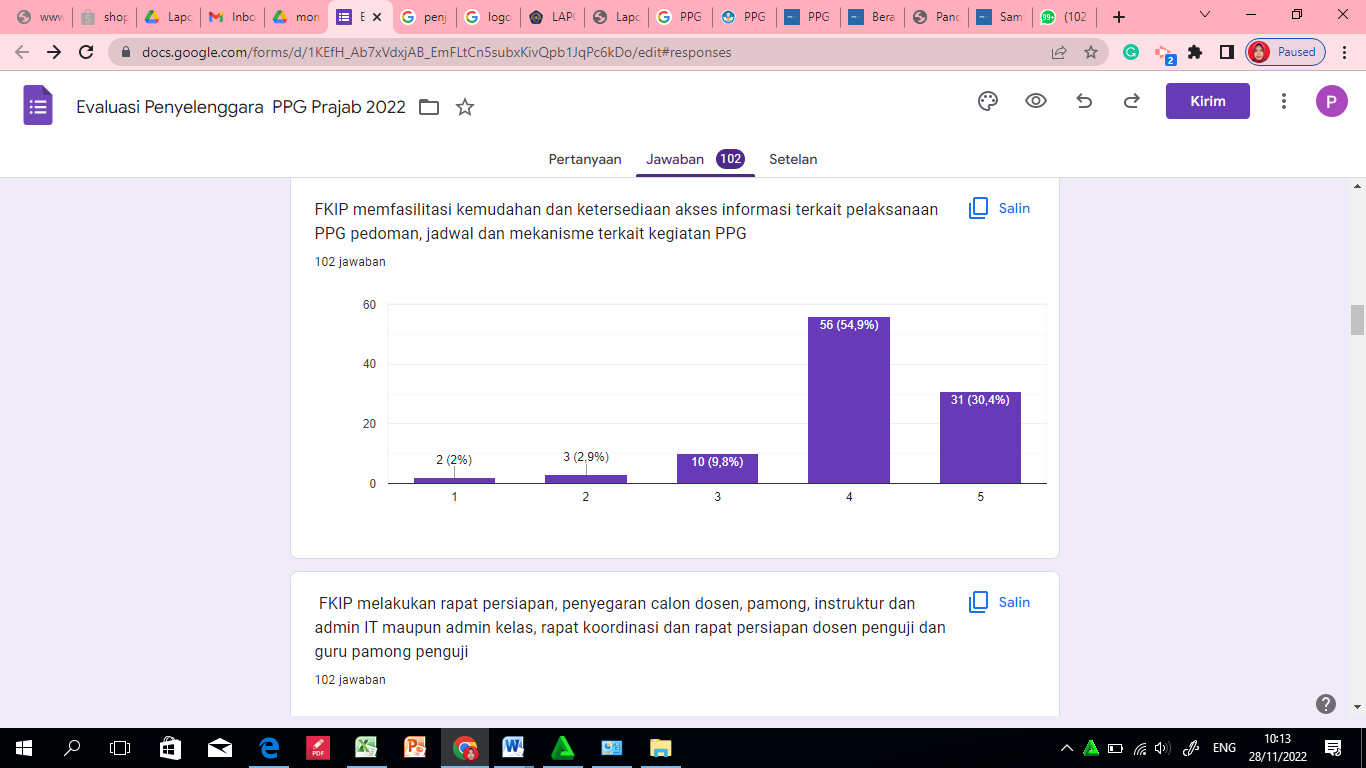 www
shop
Lapo
Inbo
mon
E
penj
logo
LAPO
Lapo
PPG
PPG
PPG
Bera
Pand
Sam
99+
(102
docs.google.com/forms/d/1KEfH_Ab7xVdxjAB_EmFLtCn5subxKivQpb1JqPc6kDo/edit#responses
2
Paused
Evaluasi Penyelenggara PPG Prajab 2022
Kirim
P
Pertanyaan
Jawaban 102
Setelan
FKIP memfasilitasi kemudahan dan ketersediaan akses informasi terkait pelaksanaan
PPG pedoman, jadwal dan mekanisme terkait kegiatan PPG
Salin
102 jawaban
60
40
20
0
2 (2%)
3 (2,9%)
10 (9,8%)
56 (54,9%)
31 (30,4%)
1
2
3
4
5
FKIP melakukan rapat persiapan, penyegaran calon dosen, pamong, instruktur dan
admin IT maupun admin kelas, rapat koordinasi dan rapat persiapan dosen penguji dan
guru pamong penguji
Salin
102 jawaban
PDF
ENG
10:13
28/11/2022